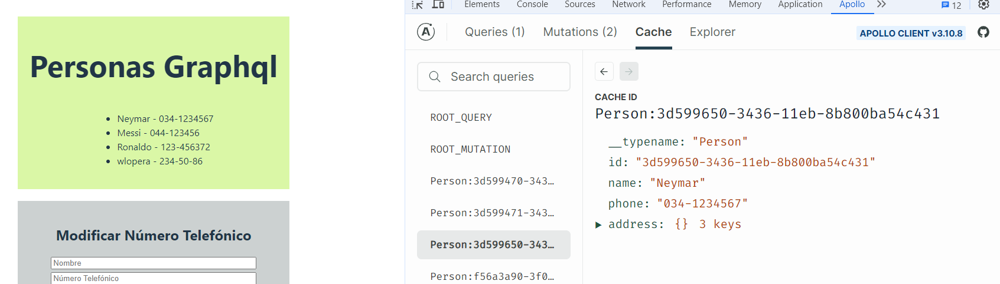 Personas Graphql
Neymar - 034-1234567
Messi - 044-123456
Ronaldo - 123-456372
wlopera - 234-50-86
Modificar Número Telefónico
Nombre
Número Telefónico
Elements Console Sources Network Performance Memory Application Apollo 12
Queries (1) Mutations (2) Cache Explorer APOLLO CLIENT v3.10.8
Search queries
ROOT_QUERY
ROOT_MUTATION
Person:3d599470-343…
Person:3d599471-343…
Person:3d599650-343…
Person:f56a3a90-3f0…
CACHE ID
Person:3d599650-3436-11eb-8b800ba54c431
__typename: "Person"
id: "3d599650-3436-11eb-8b800ba54c431"
name: "Neymar"
phone: "034-1234567"
address: {} 3 keys